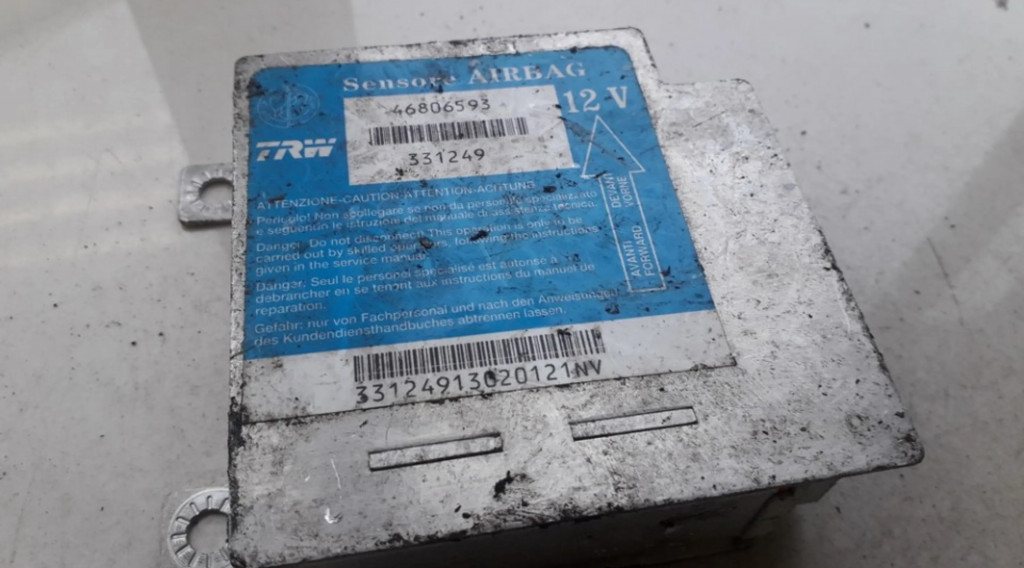 Sensore AIRBAG
46806593
12 V
TRW
331249
ATTENZIONE-CAUTION-ATTENTION-ACHTUNG
Pericolo! Non scollegare se non da personale specializzato
e seguendo le istruzioni del manuale di assistenza tecnica.
Danger. Do not disconnect. This operation is only to be
carried out by skilled operators, following the instructions
given in the service manual.
Danger. Seul le personel spécialisé est autorisé à
débrancher en se tenant aux instructions du manuel de
reparation.
Gefahr: nur von Fachpersonal und nach den Anweisungen
des Kundendiensthandbuches abtrennen lassen.
AVANTI DEVANT
FORWARD VORNE
33124913020121NV